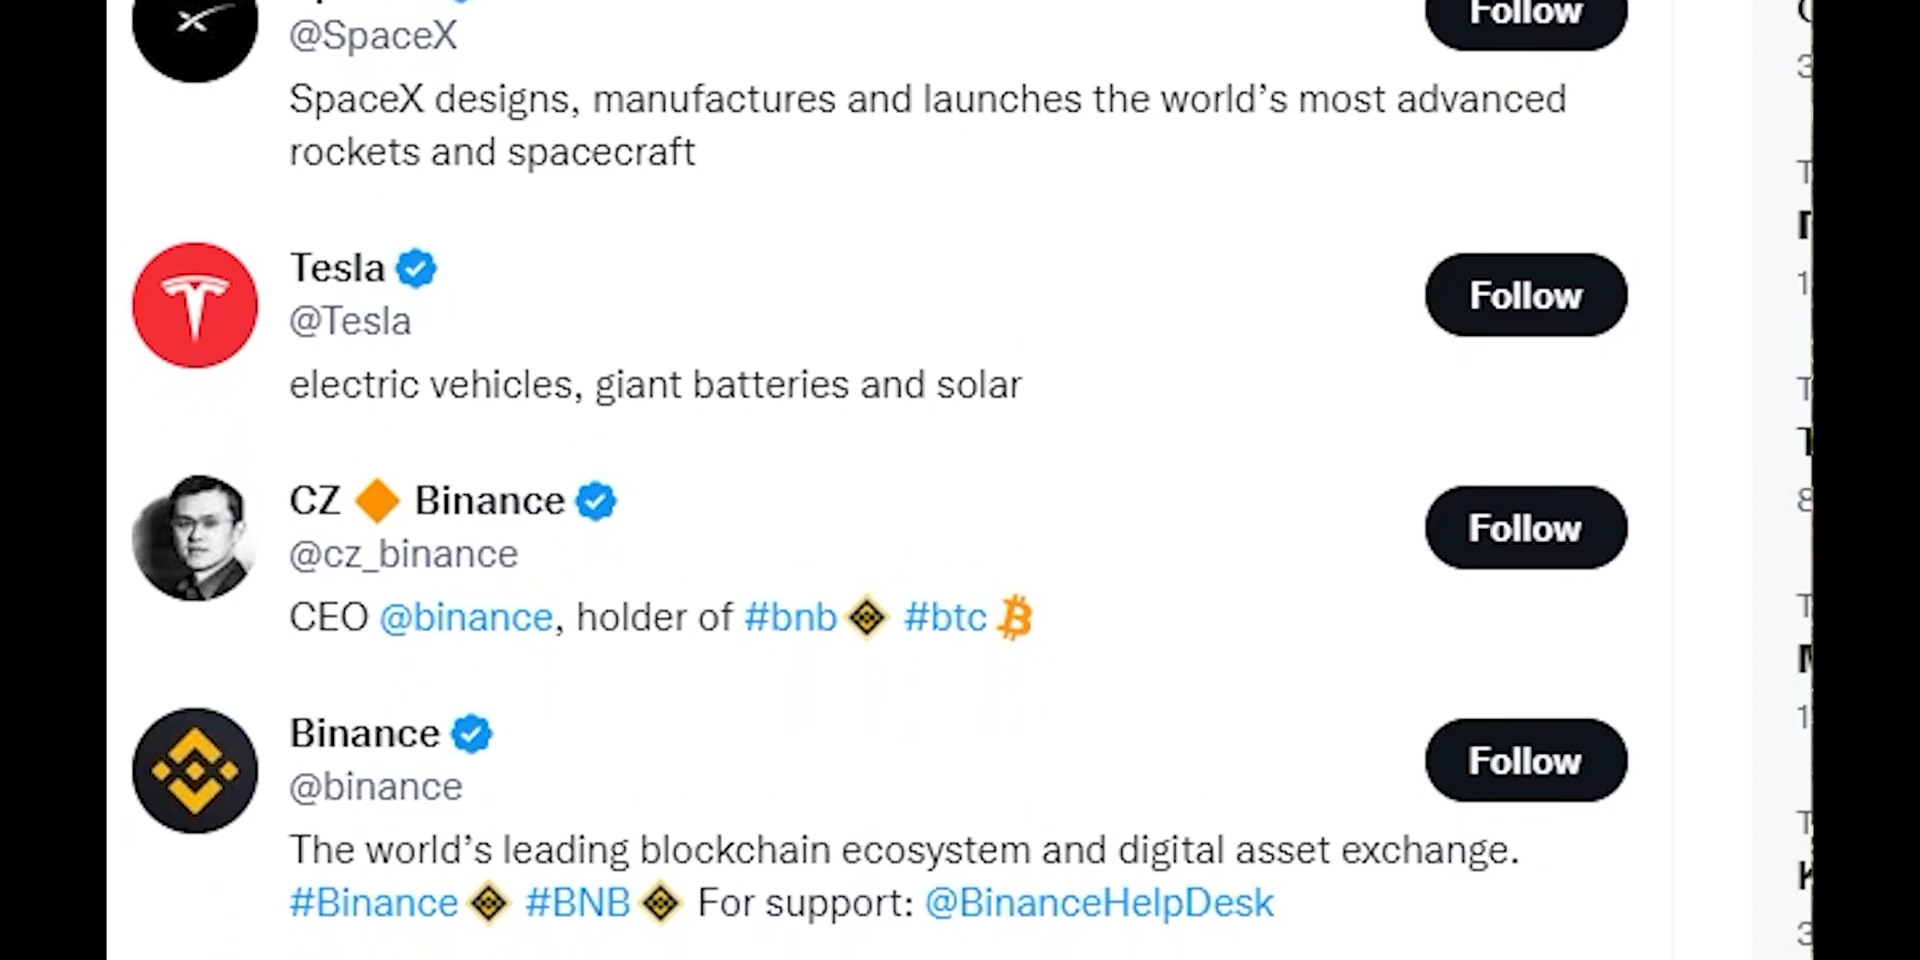 Follow
@SpaceX
SpaceX designs, manufactures and launches the world’s most advanced
rockets and spacecraft
Tesla
@Tesla
Follow
electric vehicles, giant batteries and solar
CZ 🔶 Binance
@cz_binance
Follow
CEO @binance, holder of #bnb #btc
Binance
@binance
Follow
The world’s leading blockchain ecosystem and digital asset exchange.
#Binance #BNB For support: @BinanceHelpDesk